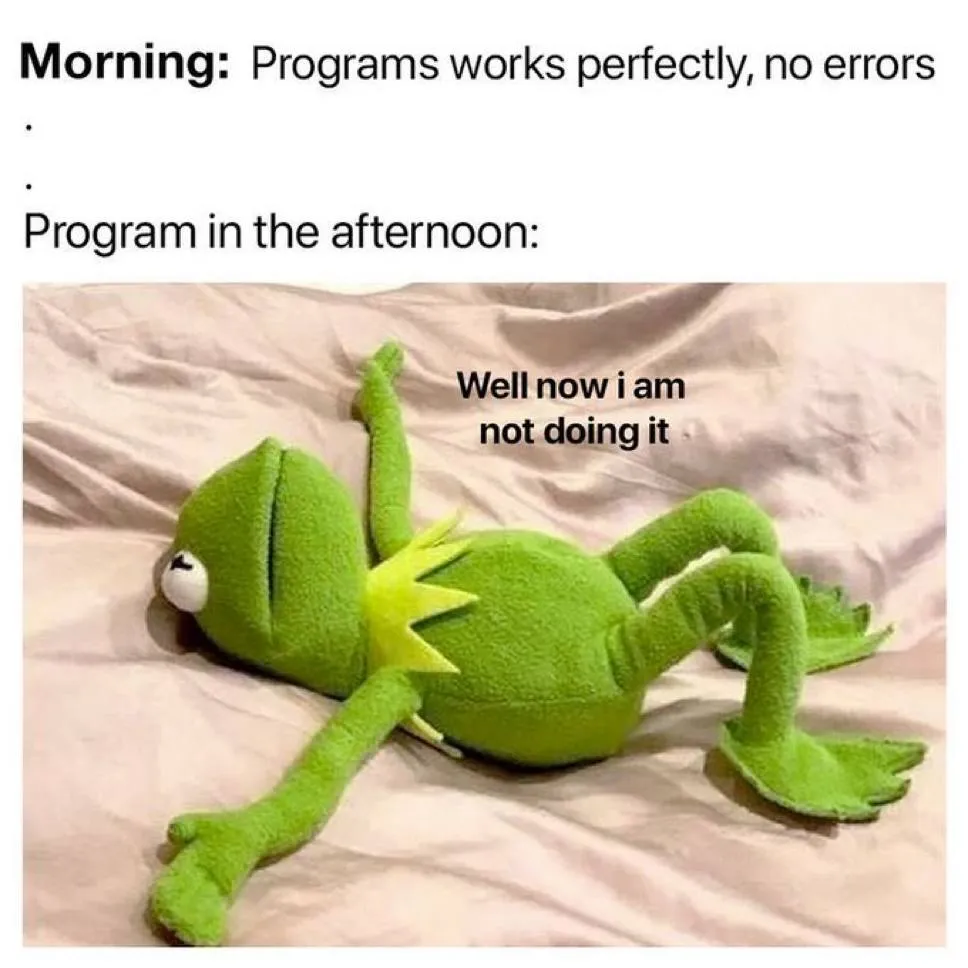 Morning: Programs works perfectly, no errors
.
.
Program in the afternoon:
Well now i am
not doing it